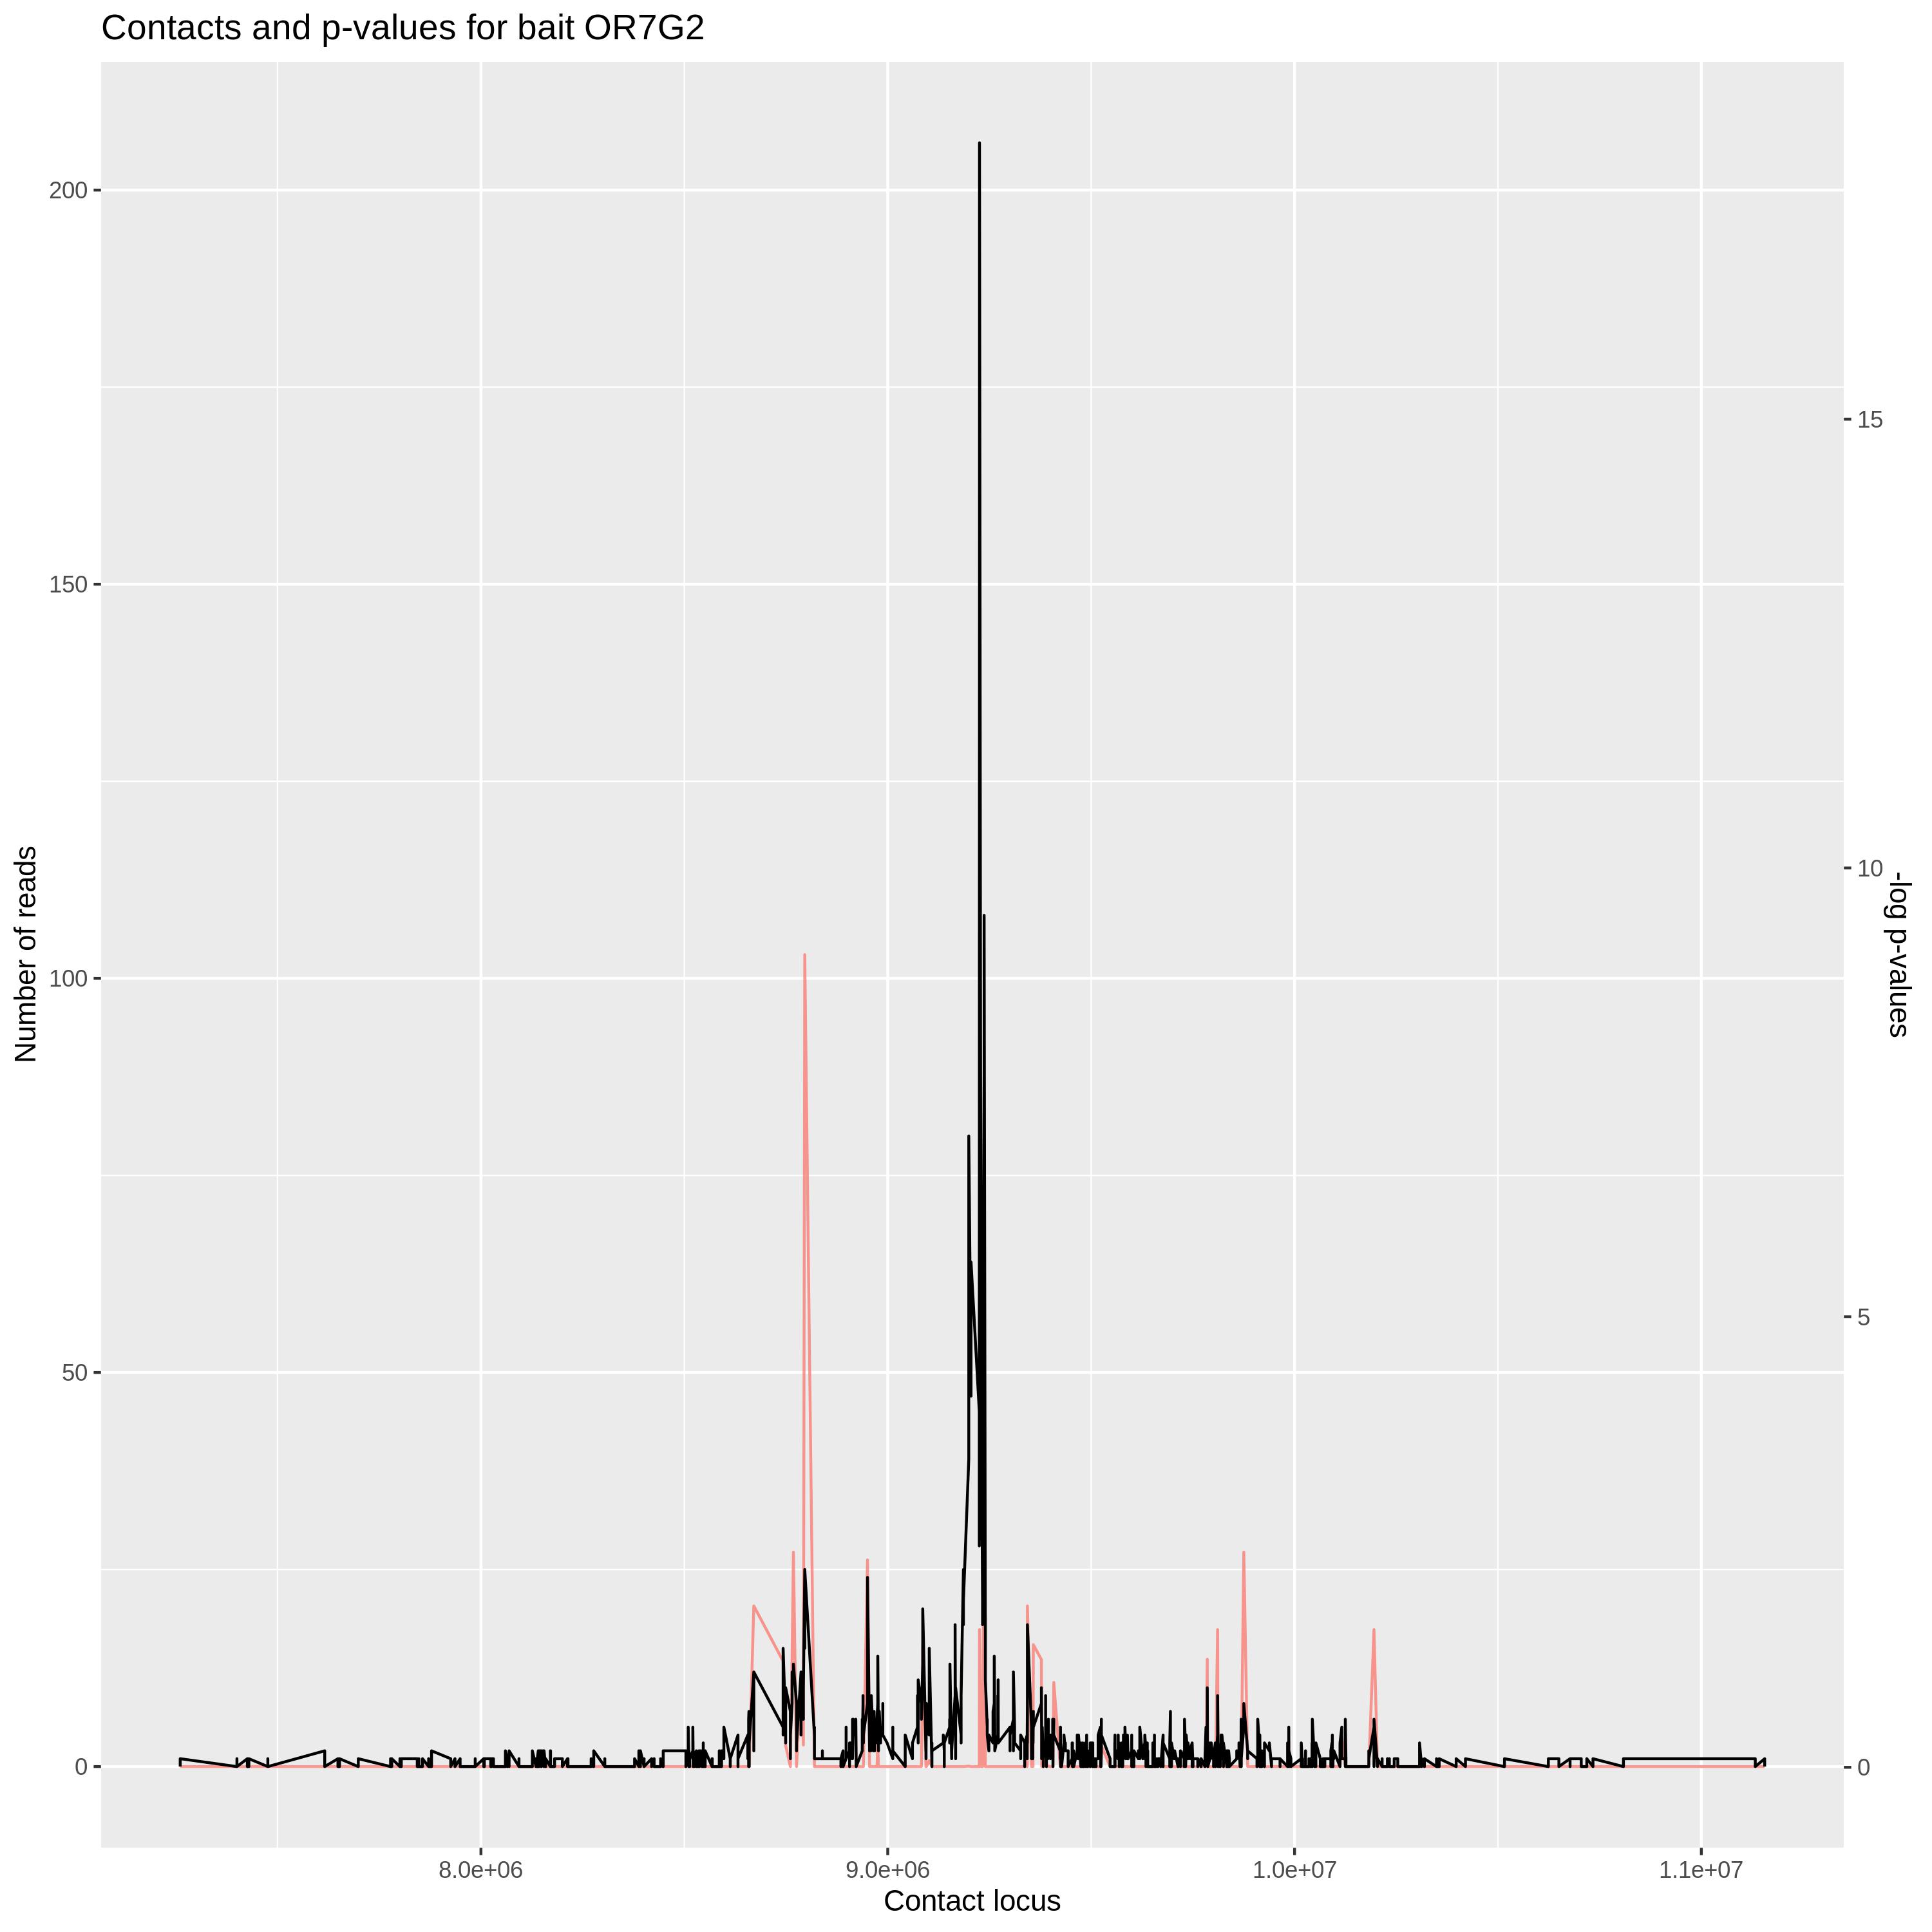 Contacts and p-values for bait OR7G2
200
150
100
50
0
Number of reads
15
10
5
0
-log p-values
8.0e+06
9.0e+06
1.0e+07
1.1e+07
Contact locus